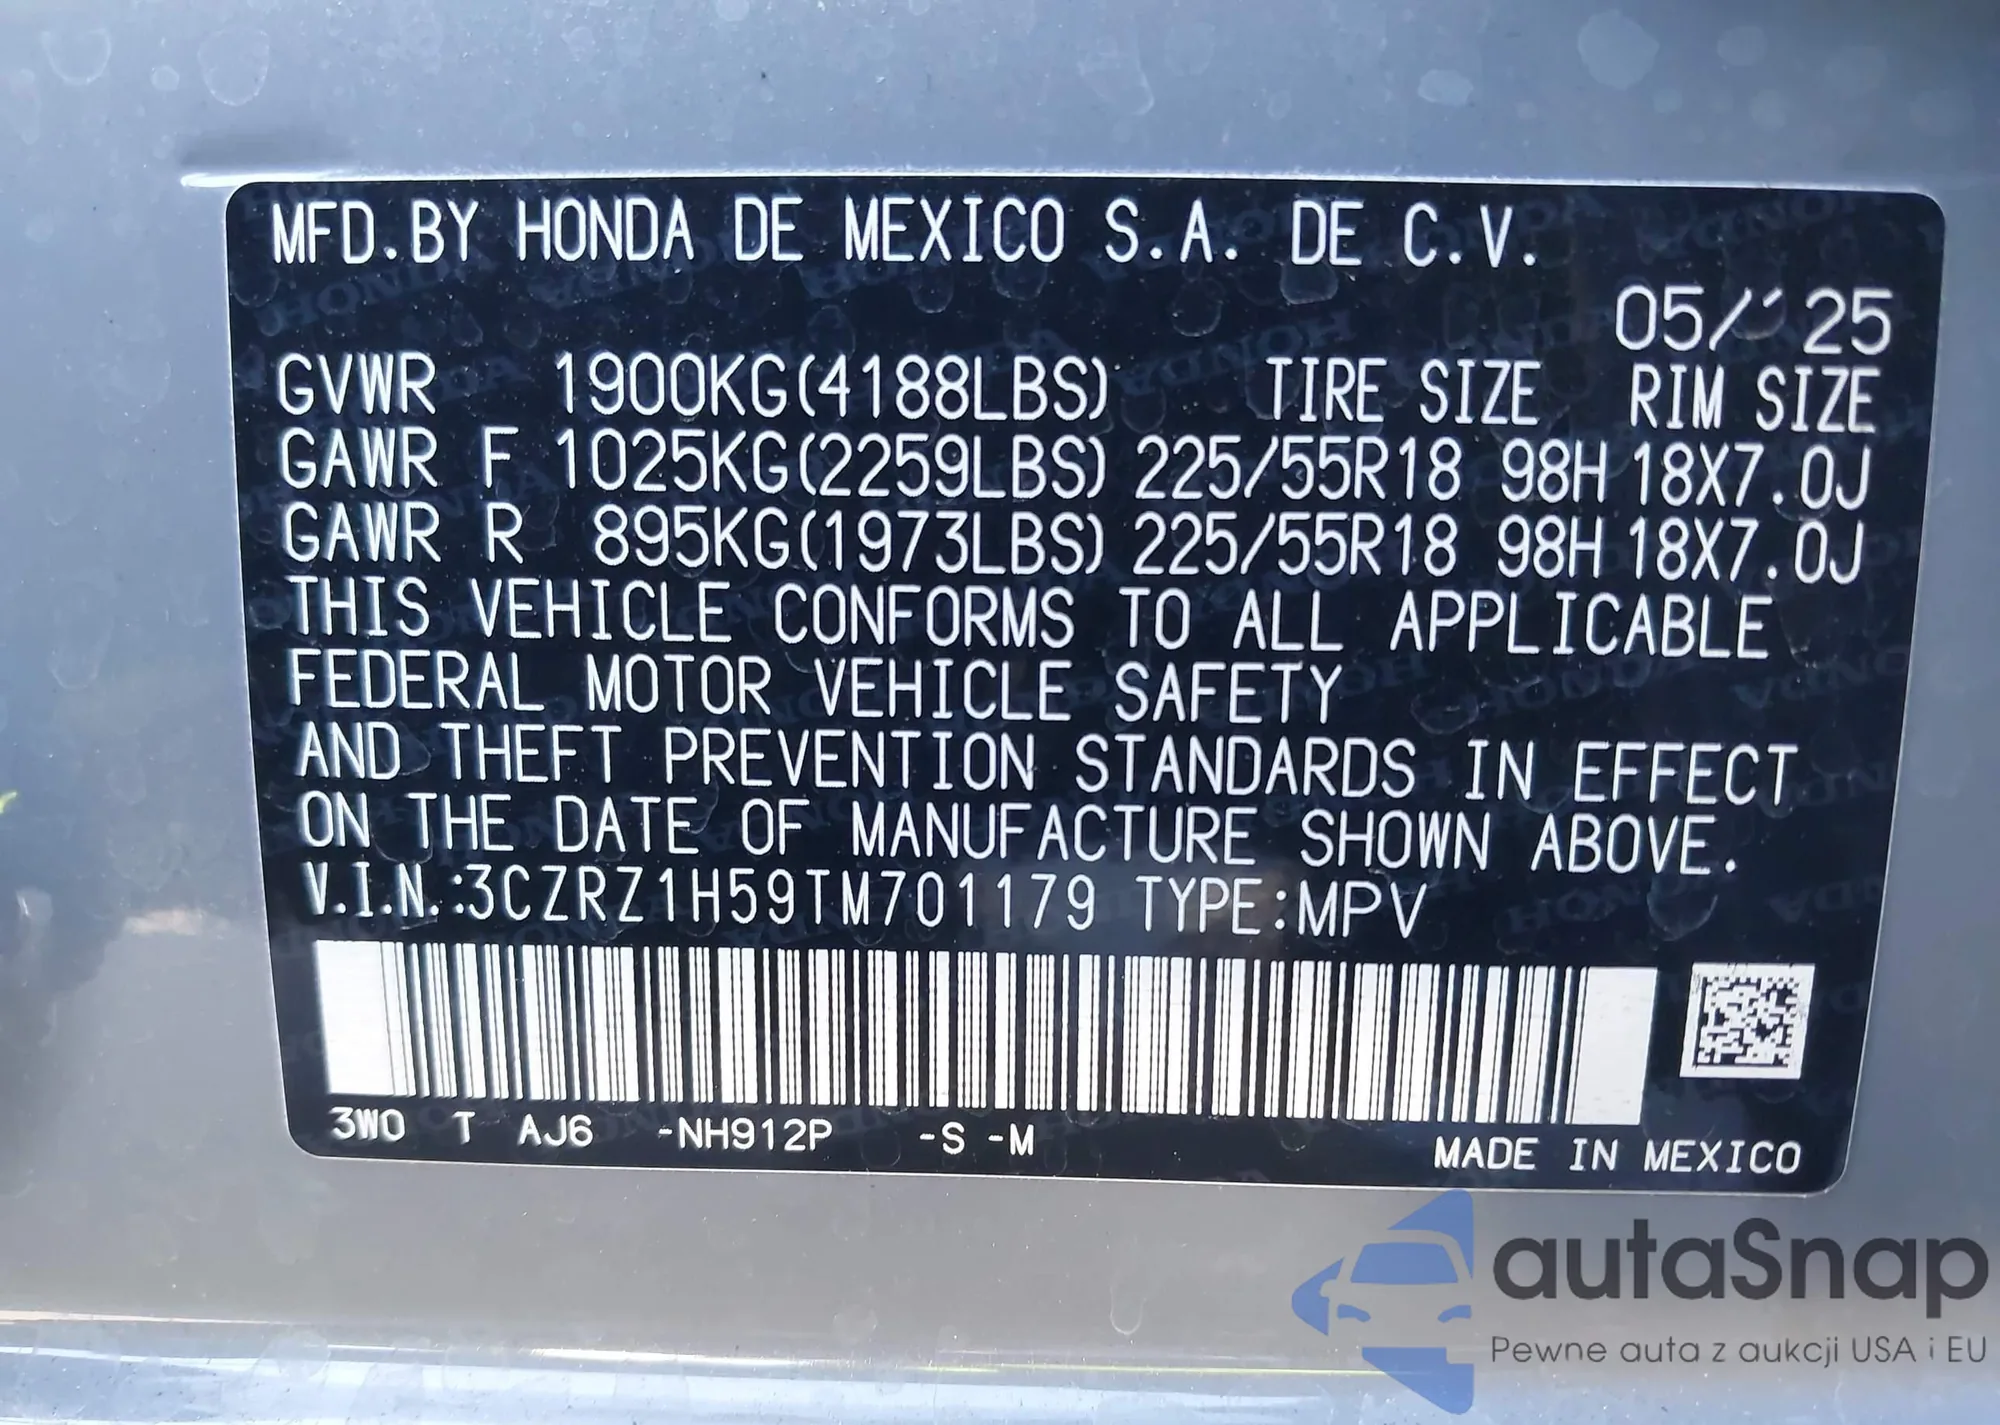 MFD.BY HONDA DE MEXICO S.A. DE C.V.
05/'25
GVWR 1900KG(4188LBS) TIRE SIZE RIM SIZE
GAWR F 1025KG(2259LBS) 225/55R18 98H 18X7.0J
GAWR R 895KG(1973LBS) 225/55R18 98H 18X7.0J
THIS VEHICLE CONFORMS TO ALL APPLICABLE
FEDERAL MOTOR VEHICLE SAFETY
AND THEFT PREVENTION STANDARDS IN EFFECT
ON THE DATE OF MANUFACTURE SHOWN ABOVE.
V.I.N.:3CZRZ1H59TM701179 TYPE:MPV
3W0 T AJ6 -NH912P -S -M
MADE IN MEXICO
autaSnap
Pewne auta z aukcji USA i EU